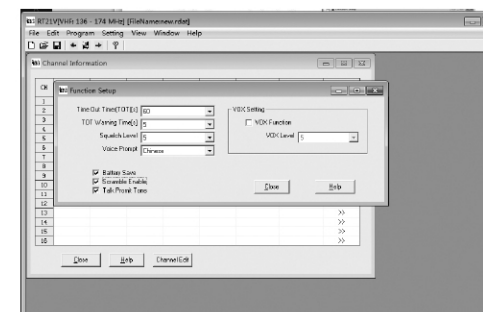 RT21V[VHF: 136 - 174 MHz] [FileName:new.rdat]
File Edit Program Setting View Window Help
Channel Information
CH
Function Setup
Time Out Time[TOT][s] 60
TOT Warning Time[s] 5
Squelch Level 5
Voice Prompt Chinese
Battery Save
Scramble Enable
Talk Promt Tone
VOX Setting
VOX Function
VOX Level 5
Close Help
1
2
3
4
5
6
7
8
9
10
11
12
13 >>
14 >>
15 >>
16 >>
Close Help Channel Edit